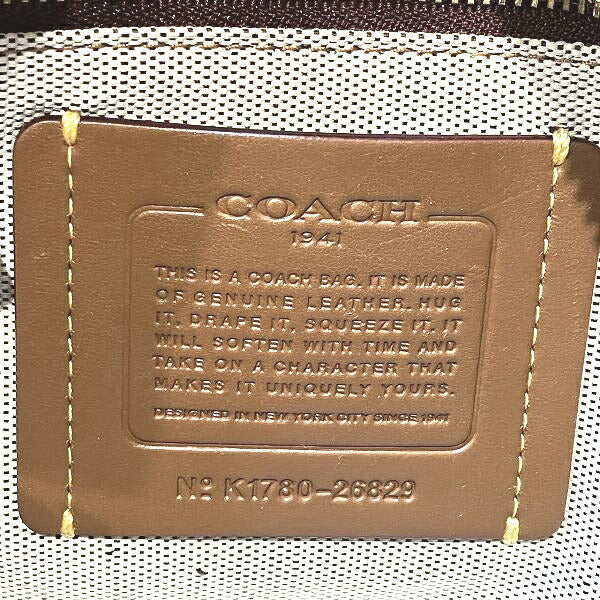 COACH
1941
THIS IS A COACH BAG. IT IS MADE
OF GENUINE LEATHER. HUG
IT, DRAPE IT, SQUEEZE IT, IT
WILL SOFTEN WITH TIME AND
TAKE ON A CHARACTER THAT
MAKES IT UNIQUELY YOURS.
DESIGNED IN NEW YORK CITY SINCE 1941
Nº K1780-26829